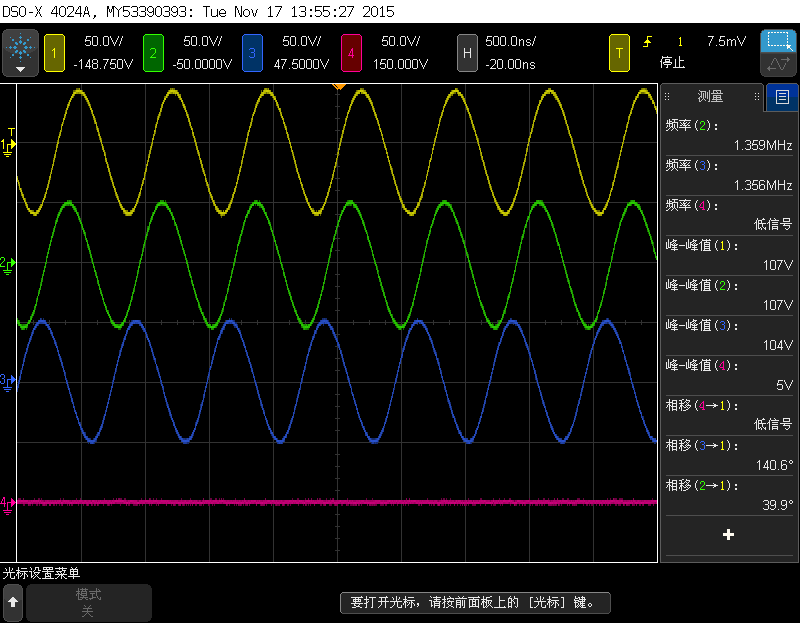 DSO-X 4024A, MY53390393: Tue Nov 17 13:55:27 2015
1 50.0V/ -148.750V
2 50.0V/ -50.0000V
3 50.0V/ 47.5000V
4 50.0V/ 150.000V
H 500.0ns/ -20.00ns
T 1 7.5mV
停止
测量
频率(2):
1.359MHz
频率(3):
1.356MHz
频率(4):
低信号
峰-峰值(1):
107V
峰-峰值(2):
107V
峰-峰值(3):
104V
峰-峰值(4):
5V
相移(4→1):
低信号
相移(3→1):
140.6°
相移(2→1):
39.9°
T
1
2
3
4
光标设置菜单
模式
关
要打开光标，请按前面板上的 [光标] 键。